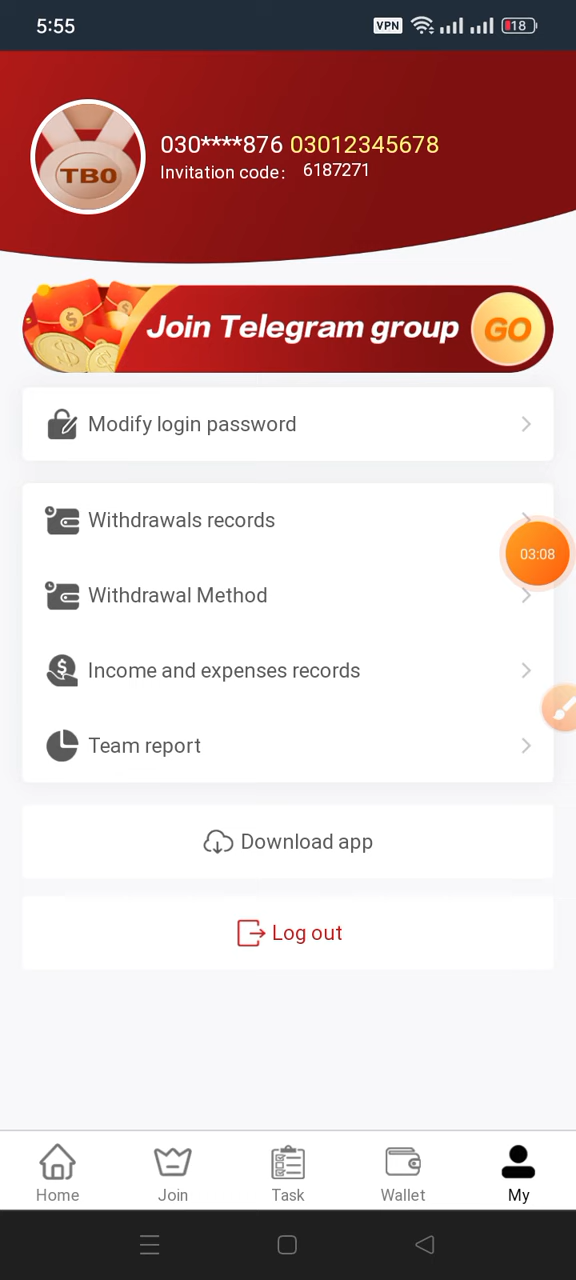 5:55
VPN
18
TBO
030****876 03012345678
Invitation code: 6187271
Join Telegram group GO
Modify login password
Withdrawals records
03:08
Withdrawal Method
Income and expenses records
Team report
Download app
Log out
Home Join Task Wallet My